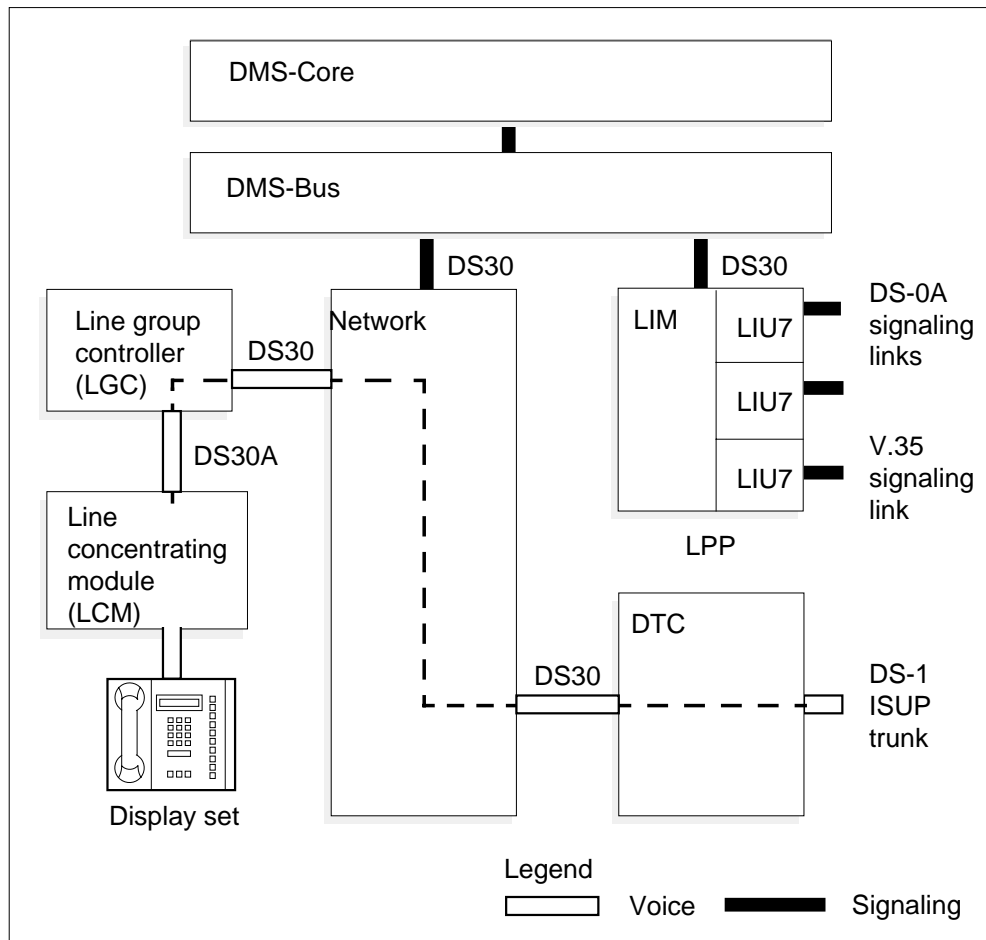 DMS-Core
DMS-Bus
DS30
DS30
Line group
controller
(LGC)
DS30
Network
LIM
LIU7
LIU7
LIU7
DS-0A
signaling
links
V.35
signaling
link
DS30A
LPP
Line
concentrating
module
(LCM)
DTC
DS30
DS-1
ISUP
trunk
Display set
Legend
Voice
Signaling